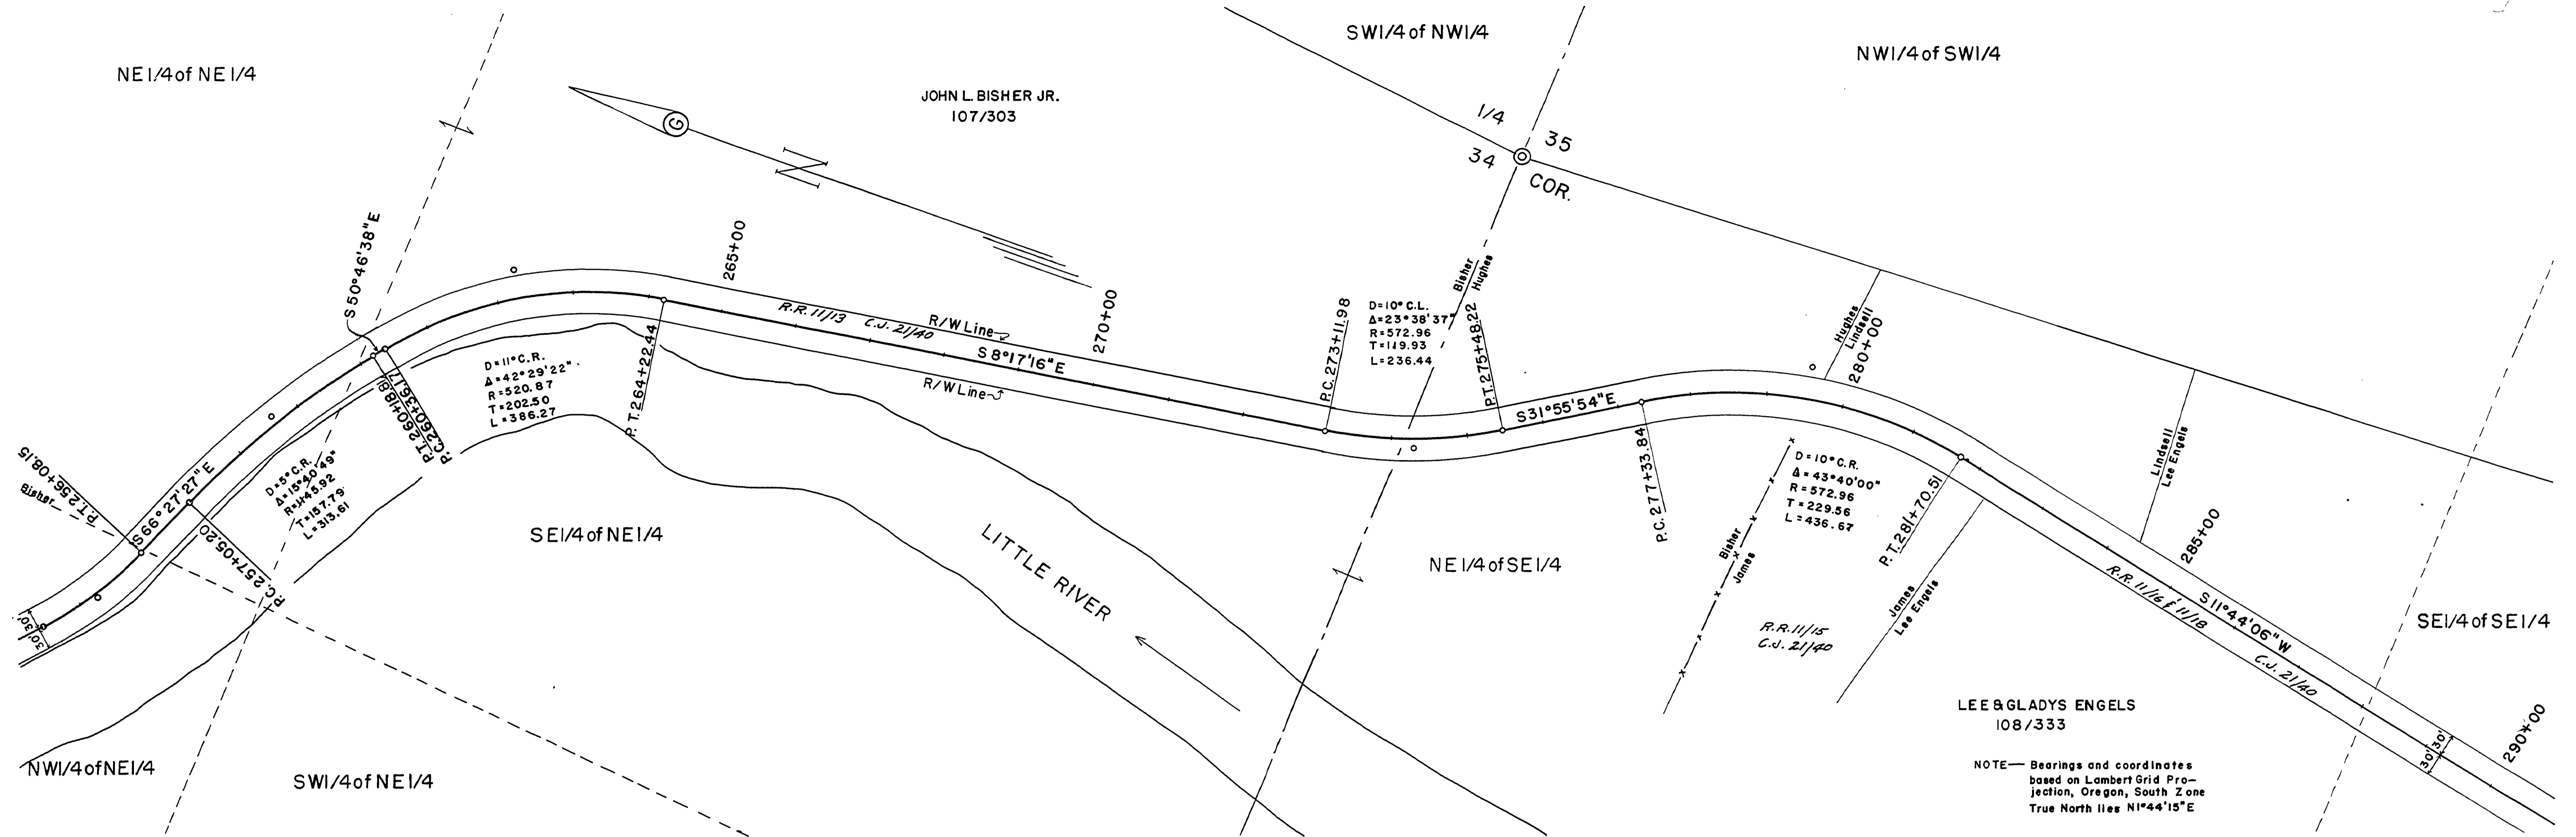 NE1/4 of NE1/4
JOHN L. BISHER JR.
107/303
SW1/4 of NW1/4
NW1/4 of SW1/4
1/4
35
34
COR.
G
N
S 50°46'38" E
265+00
R.R. 11/13 C.J. 21/40
R/W Line
S 8°17'16" E
R/W Line
270+00
P.C. 273+11.98
D=10° C.L.
Δ=23°38'37"
R=572.96
T=119.93
L=236.44
Bisher
Hughes
P.T. 275+48.22
S31°55'54"E
Hughes
Lindsell
280+00
P.T. 256+08.15
Bisher
S66°27'27"E
P.C. 257+05.20
D=5° C.R.
Δ=15°40'49"
R=1145.92
T=157.79
L=313.61
P.T. 260+18.81
P.C. 260+36.17
D=11° C.R.
Δ=42°29'22"
R=520.87
T=202.50
L=386.27
P.T. 264+22.44
P.C. 277+33.84
D=10° C.R.
Δ=43°40'00"
R=572.96
T=229.56
L=436.67
P.T. 281+70.51
Lindsell
Lee Engels
285+00
30' 30'
SE1/4 of NE1/4
LITTLE RIVER
NE1/4 of SE1/4
Bisher
James
James
Lee Engels
R.R. 11/15
C.J. 21/40
R.R. 11/16 & 11/18
S 11°44'06" W
C.J. 21/40
SE1/4 of SE1/4
NW1/4 of NE1/4
SW1/4 of NE1/4
LEE & GLADYS ENGELS
108/333
30' 30'
290+00
NOTE— Bearings and coordinates
based on Lambert Grid Pro-
jection, Oregon, South Zone
True North lies N1°44'15"E